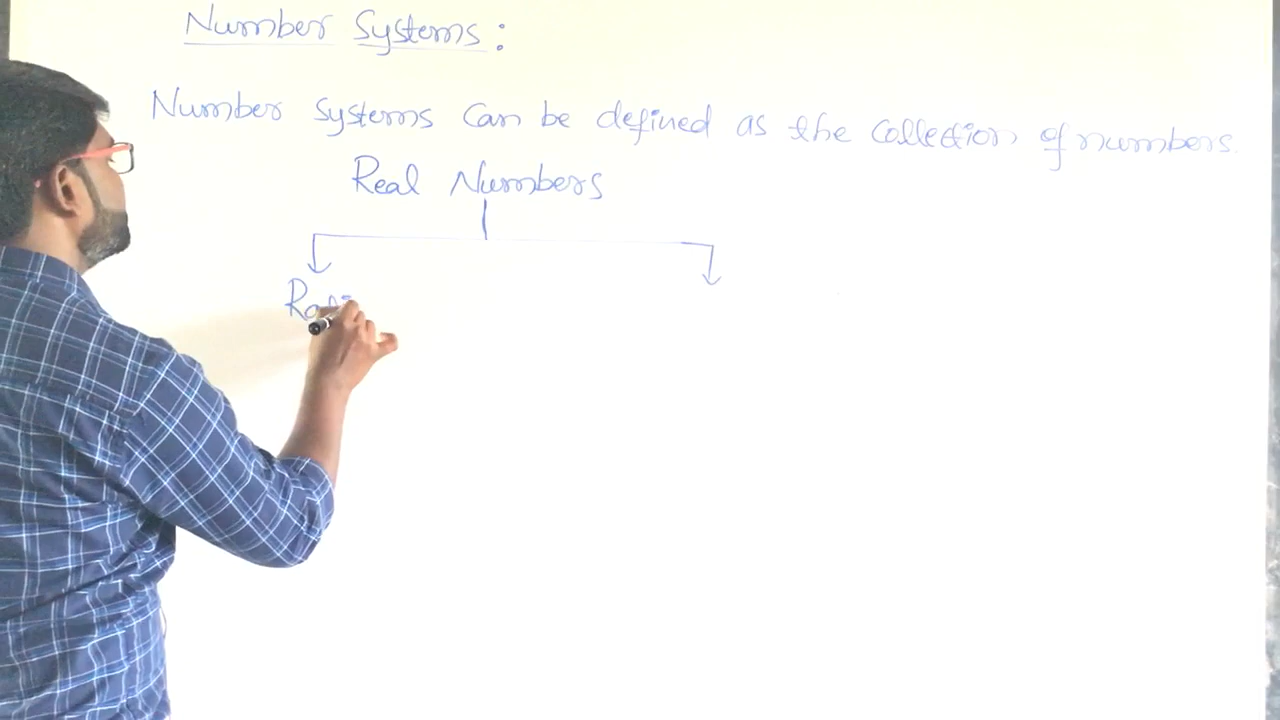 Number Systems:
Number systems can be defined as the collection of numbers.
Real Numbers